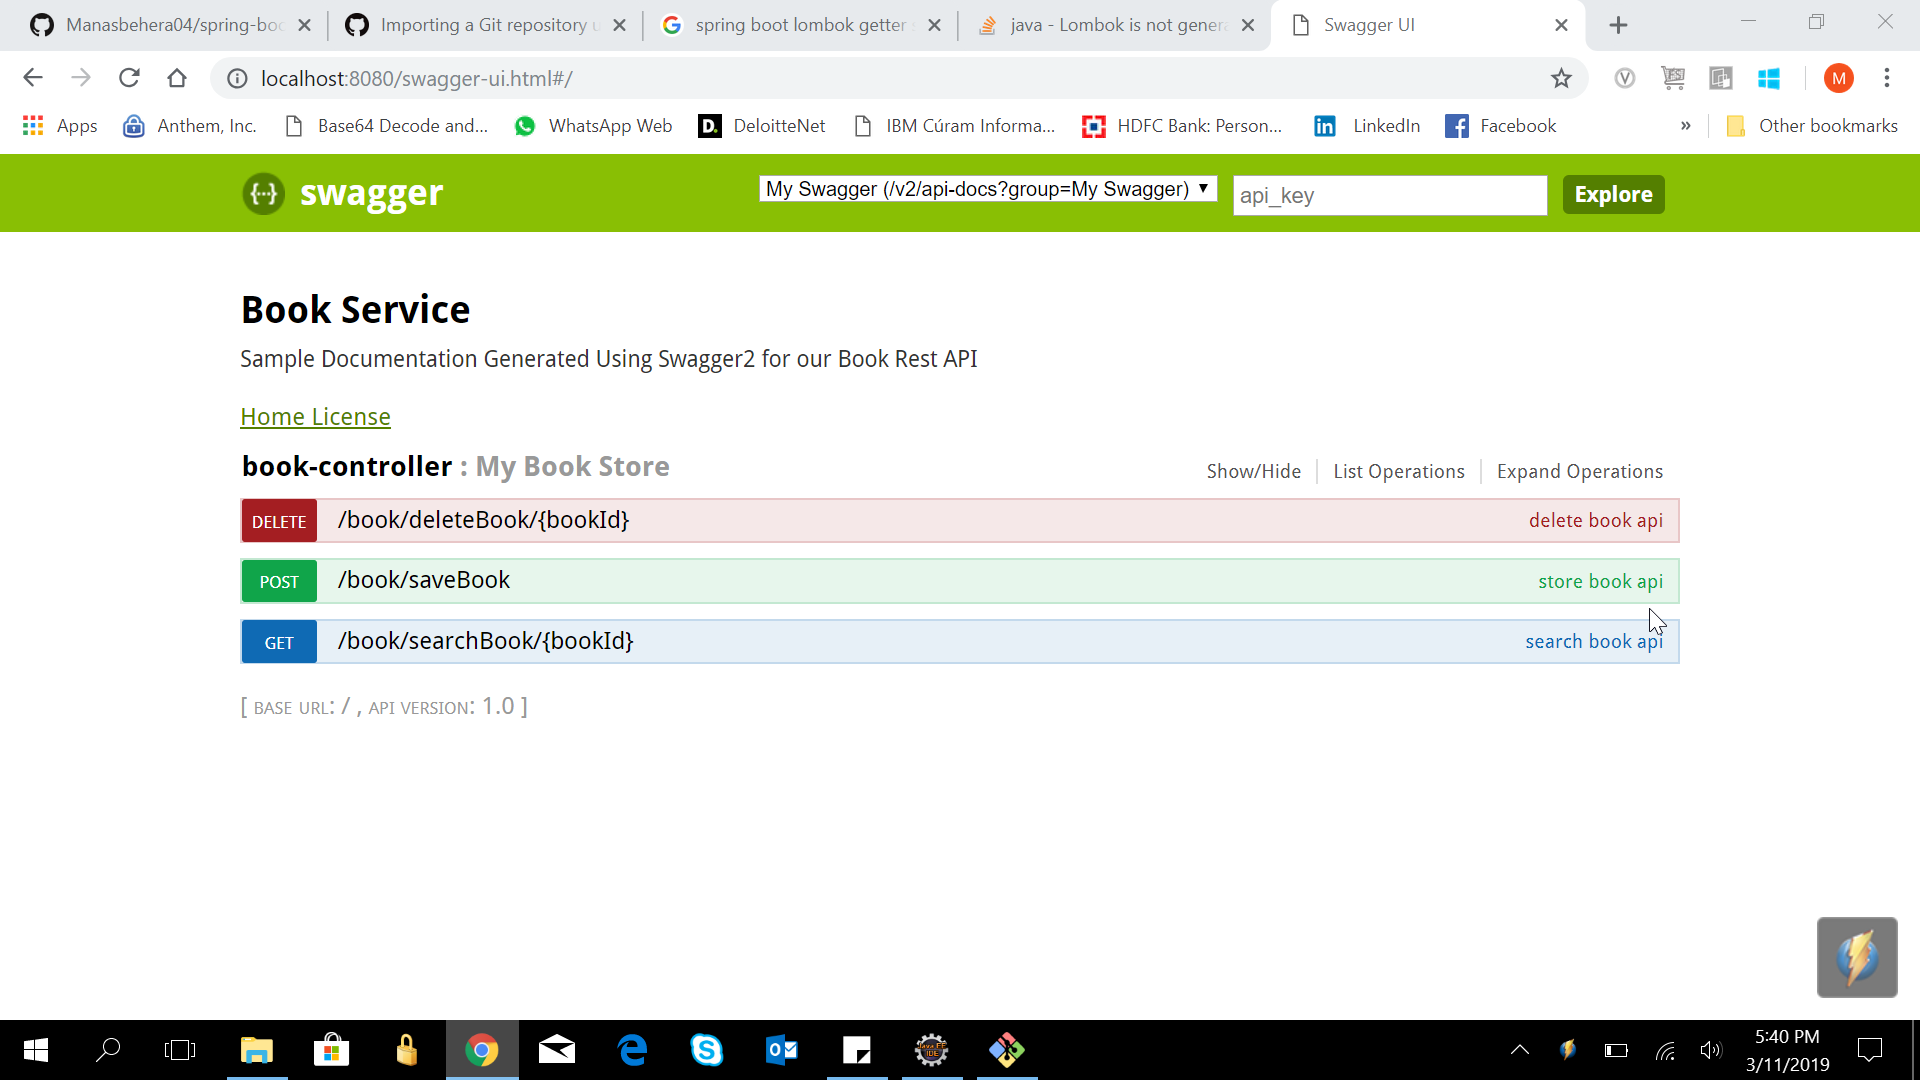 Manasbehera04/spring-boo
Importing a Git repository u
spring boot lombok getter s
java - Lombok is not genera
Swagger UI
localhost:8080/swagger-ui.html#/
M
Apps
Anthem, Inc.
Base64 Decode and...
WhatsApp Web
D.
DeloitteNet
IBM Cúram Informa...
HDFC Bank: Person...
in
LinkedIn
f
Facebook
»
Other bookmarks
{···} swagger
My Swagger (/v2/api-docs?group=My Swagger)
api_key
Explore
Book Service
Sample Documentation Generated Using Swagger2 for our Book Rest API
Home License
book-controller : My Book Store
Show/Hide
List Operations
Expand Operations
DELETE /book/deleteBook/{bookId} delete book api
POST /book/saveBook store book api
GET /book/searchBook/{bookId} search book api
[ BASE URL: / , API VERSION: 1.0 ]
Java EE
IDE
5:40 PM
3/11/2019